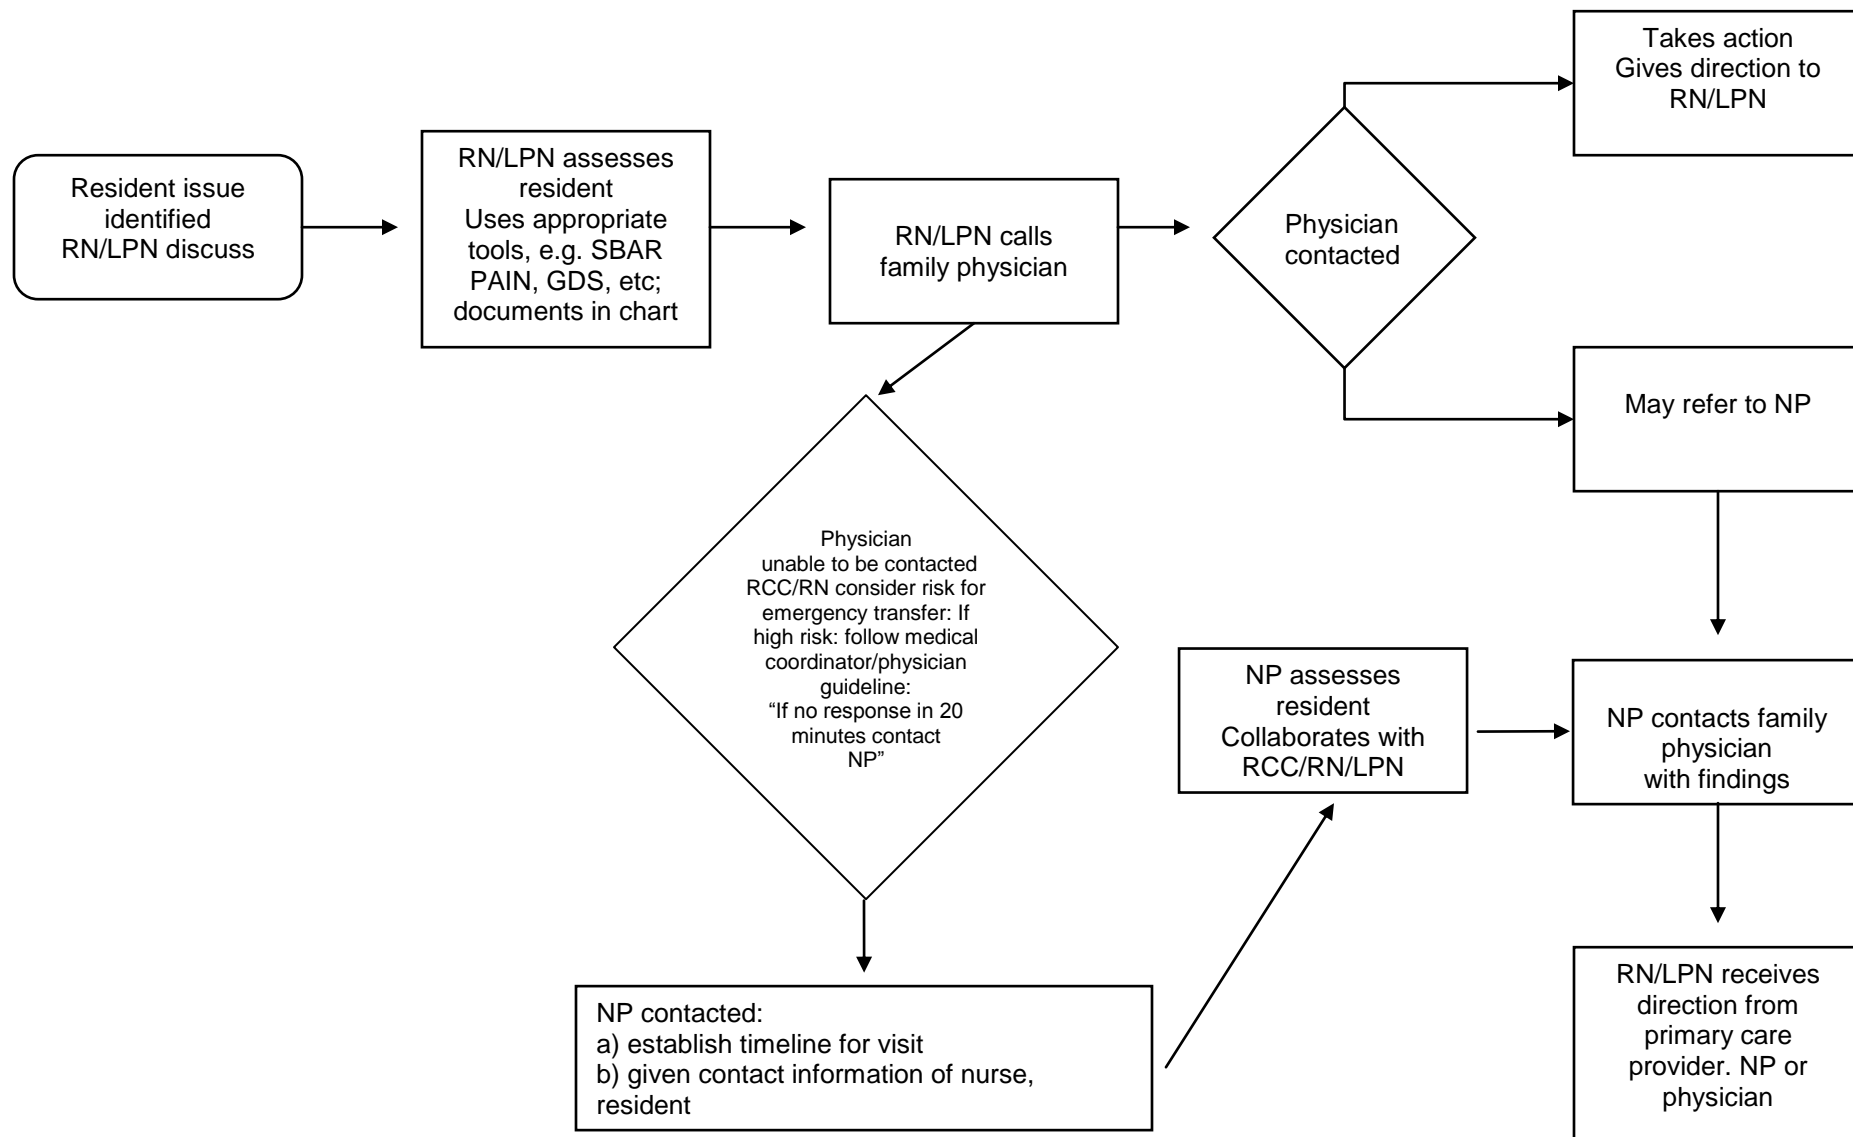 Resident issue
identified
RN/LPN discuss
RN/LPN assesses
resident
Uses appropriate
tools, e.g. SBAR
PAIN, GDS, etc;
documents in chart
RN/LPN calls
family physician
Physician
contacted
Takes action
Gives direction to
RN/LPN
May refer to NP
Physician
unable to be contacted
RCC/RN consider risk for
emergency transfer: If
high risk: follow medical
coordinator/physician
guideline:
“If no response in 20
minutes contact
NP”
NP contacted:
a) establish timeline for visit
b) given contact information of nurse,
resident
NP assesses
resident
Collaborates with
RCC/RN/LPN
NP contacts family
physician
with findings
RN/LPN receives
direction from
primary care
provider. NP or
physician